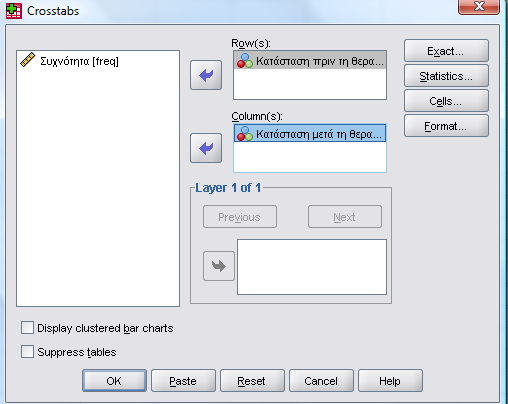 Crosstabs
Συχνότητα [freq]
Row(s):
Κατάσταση πριν τη θερα...
Column(s):
Κατάσταση μετά τη θερα...
Exact...
Statistics...
Cells...
Format...
Layer 1 of 1
Previous
Next
Display clustered bar charts
Suppress tables
OK
Paste
Reset
Cancel
Help